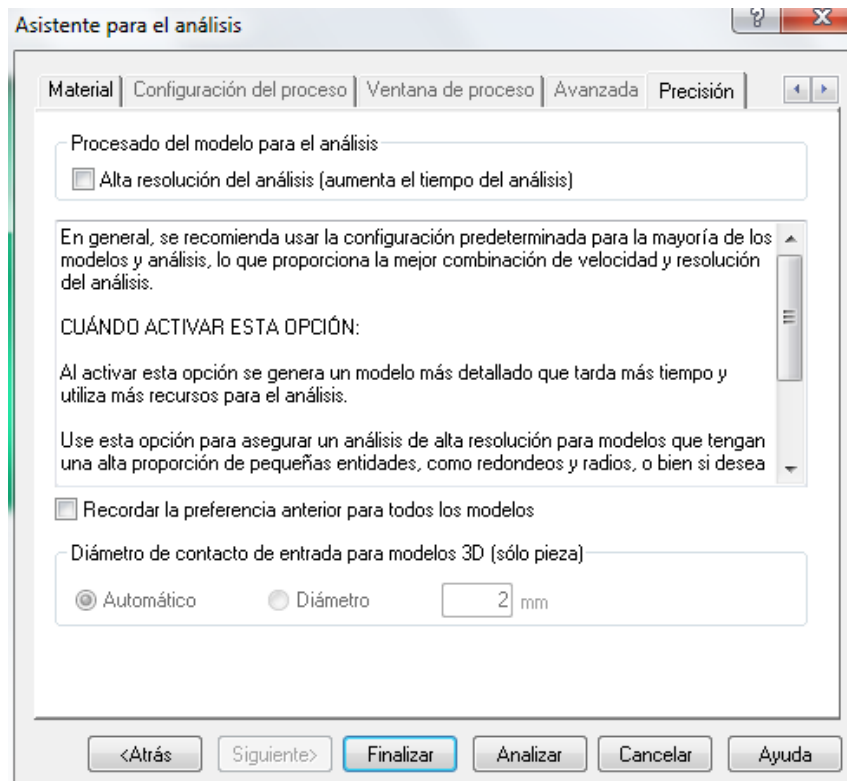 Asistente para el análisis
Material Configuración del proceso Ventana de proceso Avanzada Precisión
Procesado del modelo para el análisis
Alta resolución del análisis (aumenta el tiempo del análisis)
En general, se recomienda usar la configuración predeterminada para la mayoría de los
modelos y análisis, lo que proporciona la mejor combinación de velocidad y resolución
del análisis.
CUÁNDO ACTIVAR ESTA OPCIÓN:
Al activar esta opción se genera un modelo más detallado que tarda más tiempo y
utiliza más recursos para el análisis.
Use esta opción para asegurar un análisis de alta resolución para modelos que tengan
una alta proporción de pequeñas entidades, como redondeos y radios, o bien si desea
Recordar la preferencia anterior para todos los modelos
Diámetro de contacto de entrada para modelos 3D (sólo pieza)
Automático Diámetro 2 mm
<Atrás Siguiente> Finalizar Analizar Cancelar Ayuda